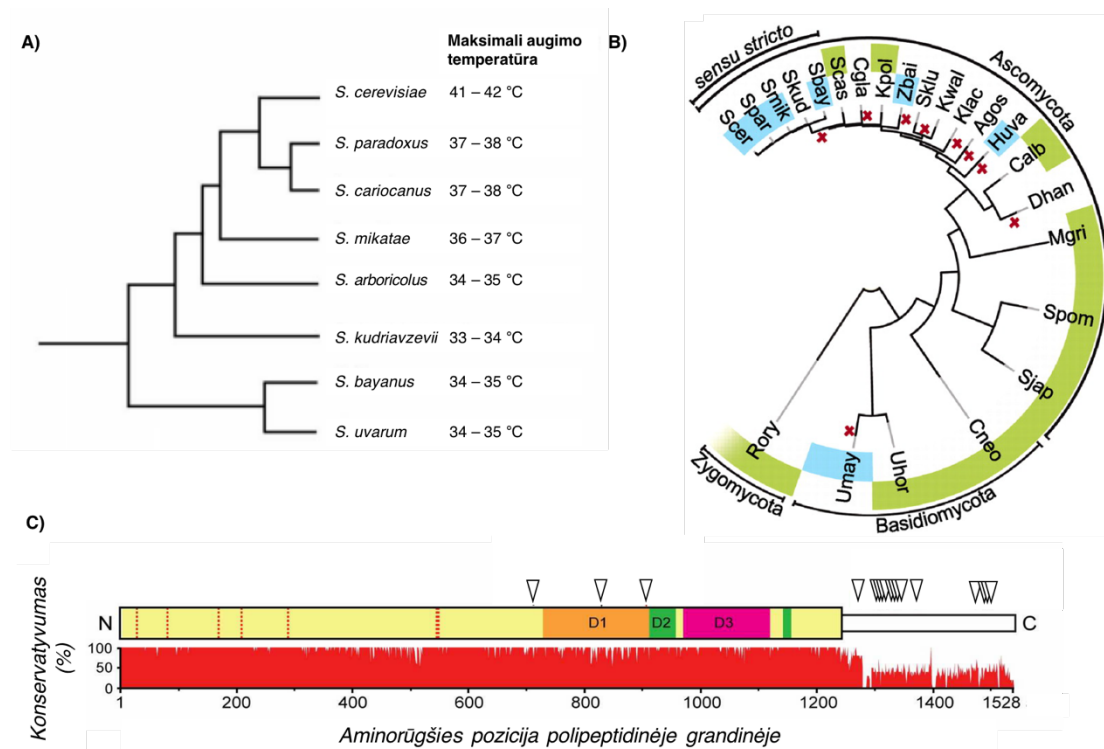 A)
Maksimali augimo
temperatūra
S. cerevisiae 41 – 42 °C
S. paradoxus 37 – 38 °C
S. cariocanus 37 – 38 °C
S. mikatae 36 – 37 °C
S. arboricolus 34 – 35 °C
S. kudriavzevii 33 – 34 °C
S. bayanus 34 – 35 °C
S. uvarum 34 – 35 °C
B)
sensu stricto
Ascomycota
Scer
Spar
Smik
Skud
Sbay
Scas
Cgla
Kpol
Zbai
Sklu
Kwal
Klac
Agos
Huva
Calb
Dhan
Mgri
Spom
Sjap
Cneo
Uhor
Umay
Rory
Basidiomycota
Zygomycota
C)
N D1 D2 D3 C
Konservatyvumas
(%)
100
50
0
1 200 400 600 800 1000 1200 1400 1528
Aminorūgšies pozicija polipeptidinėje grandinėje